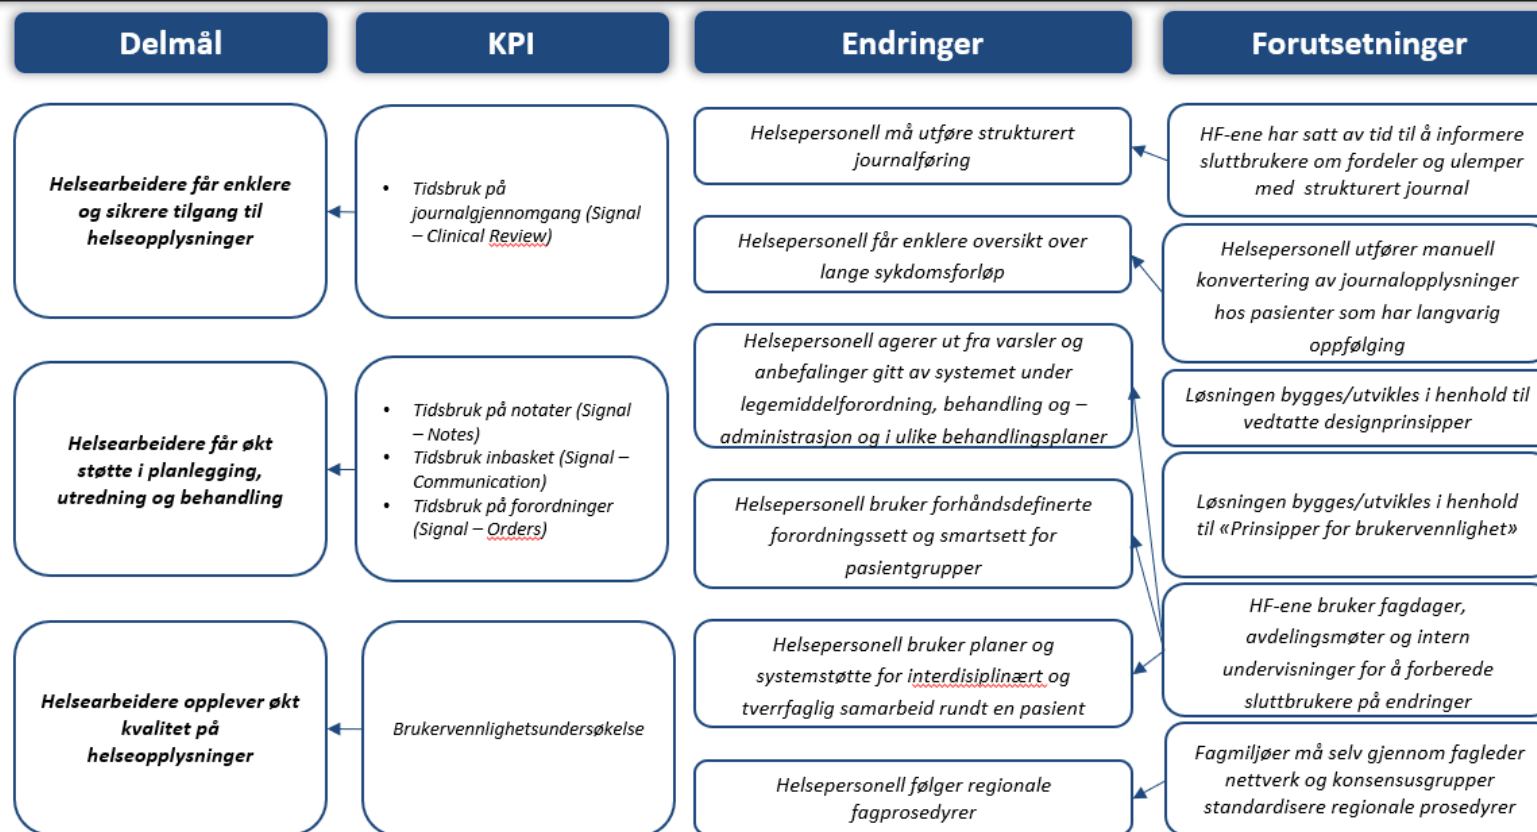 Delmål
KPI
Endringer
Forutsetninger
Helsearbeidere får enklere
og sikrere tilgang til
helseopplysninger
Helsearbeidere får økt
støtte i planlegging,
utredning og behandling
Helsearbeidere opplever økt
kvalitet på
helseopplysninger
• Tidsbruk på
journalgjennomgang (Signal
– Clinical Review)
• Tidsbruk på notater (Signal
– Notes)
• Tidsbruk inbasket (Signal –
Communication)
• Tidsbruk på forordninger
(Signal – Orders)
Brukervennlighetsundersøkelse
Helsepersonell må utføre strukturert
journalføring
Helsepersonell får enklere oversikt over
lange sykdomsforløp
Helsepersonell agerer ut fra varsler og
anbefalinger gitt av systemet under
legemiddelforordning, behandling og –
administrasjon og i ulike behandlingsplaner
Helsepersonell bruker forhåndsdefinerte
forordningssett og smartsett for
pasientgrupper
Helsepersonell bruker planer og
systemstøtte for interdisiplinært og
tverrfaglig samarbeid rundt en pasient
Helsepersonell følger regionale
fagprosedyrer
HF-ene har satt av tid til å informere
sluttbrukere om fordeler og ulemper
med strukturert journal
Helsepersonell utfører manuell
konvertering av journalopplysninger
hos pasienter som har langvarig
oppfølging
Løsningen bygges/utvikles i henhold til
vedtatte designprinsipper
Løsningen bygges/utvikles i henhold
til «Prinsipper for brukervennlighet»
HF-ene bruker fagdager,
avdelingsmøter og intern
undervisninger for å forberede
sluttbrukere på endringer
Fagmiljøer må selv gjennom fagleder
nettverk og konsensusgrupper
standardisere regionale prosedyrer